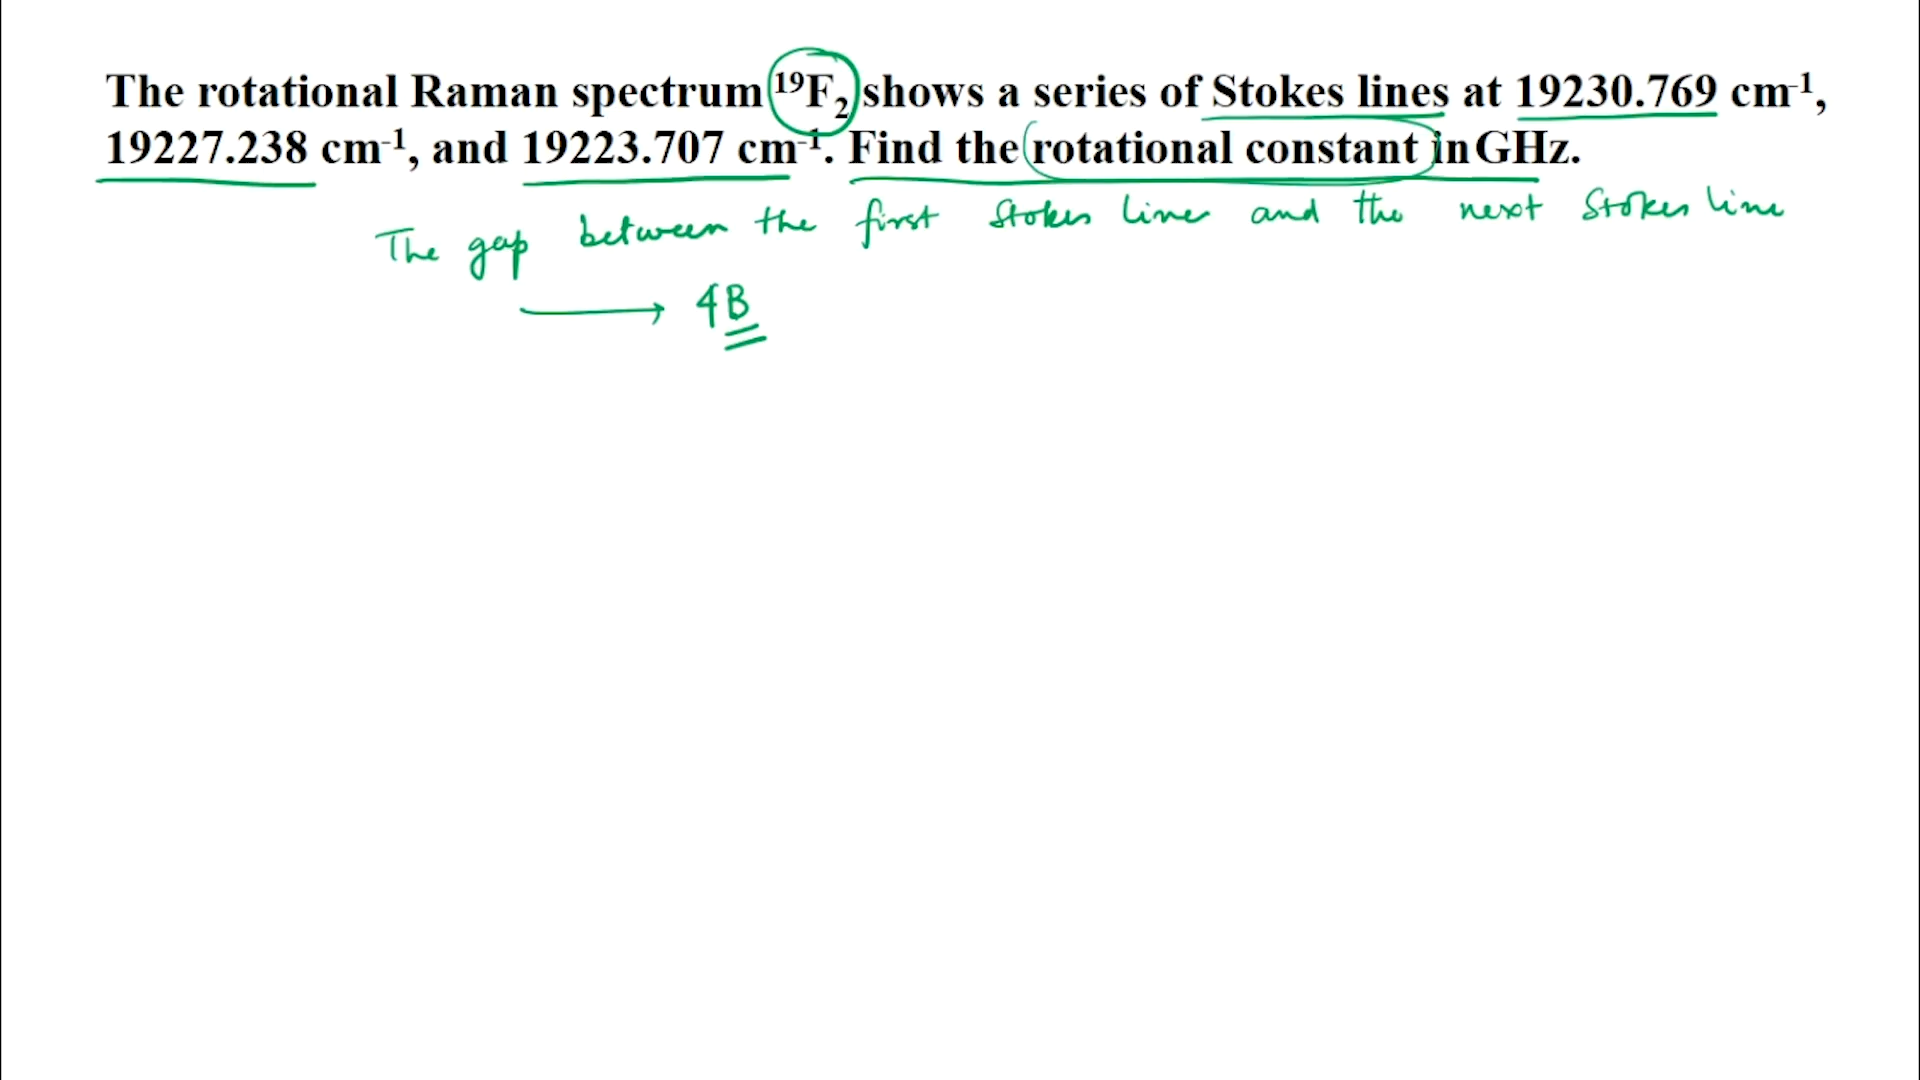 The rotational Raman spectrum ¹⁹F₂ shows a series of Stokes lines at 19230.769 cm⁻¹,
19227.238 cm⁻¹, and 19223.707 cm⁻¹. Find the rotational constant in GHz.
The gap between the first Stokes line and the next Stokes line
→ 4B